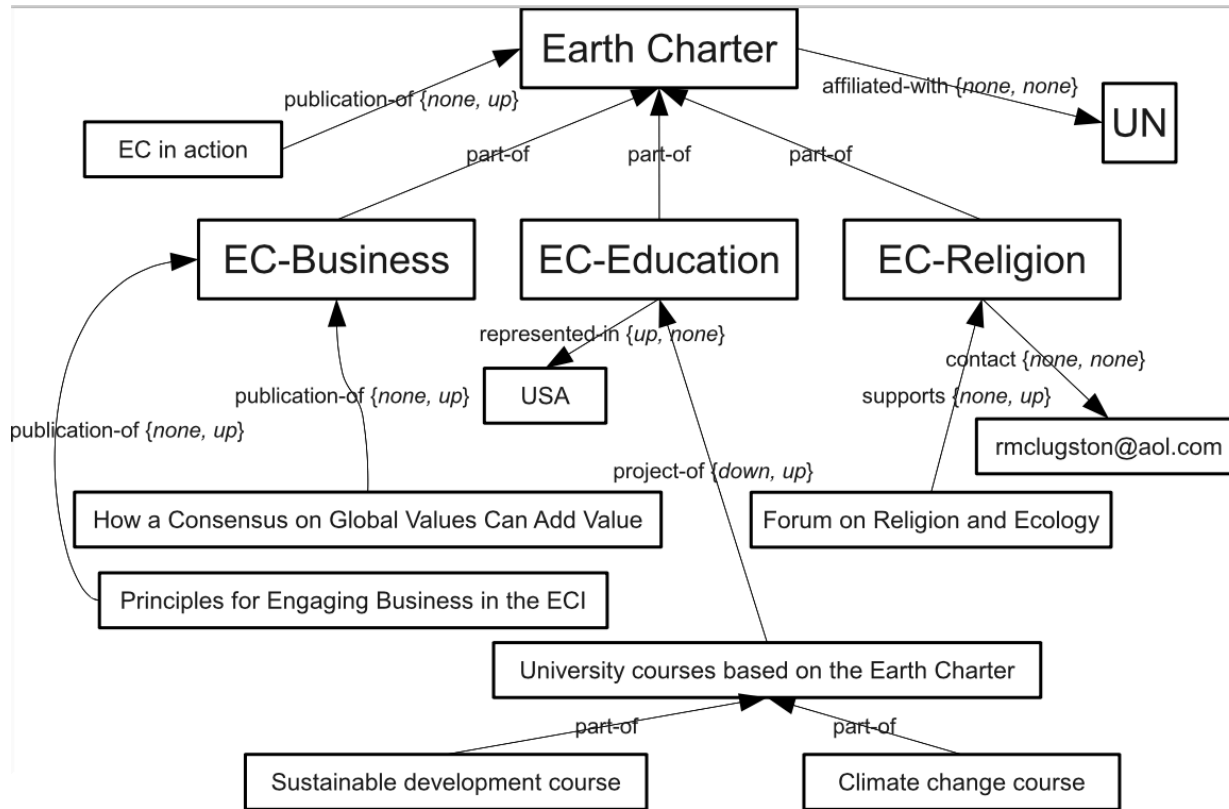 Earth Charter
affiliated-with {none, none}
publication-of {none, up}
UN
EC in action
part-of
part-of
part-of
EC-Business
EC-Education
EC-Religion
represented-in {up, none}
contact {none, none}
USA
publication-of {none, up}
supports {none, up}
publication-of {none, up}
rmclugston@aol.com
project-of {down, up}
How a Consensus on Global Values Can Add Value
Forum on Religion and Ecology
Principles for Engaging Business in the ECI
University courses based on the Earth Charter
part-of
part-of
Sustainable development course
Climate change course